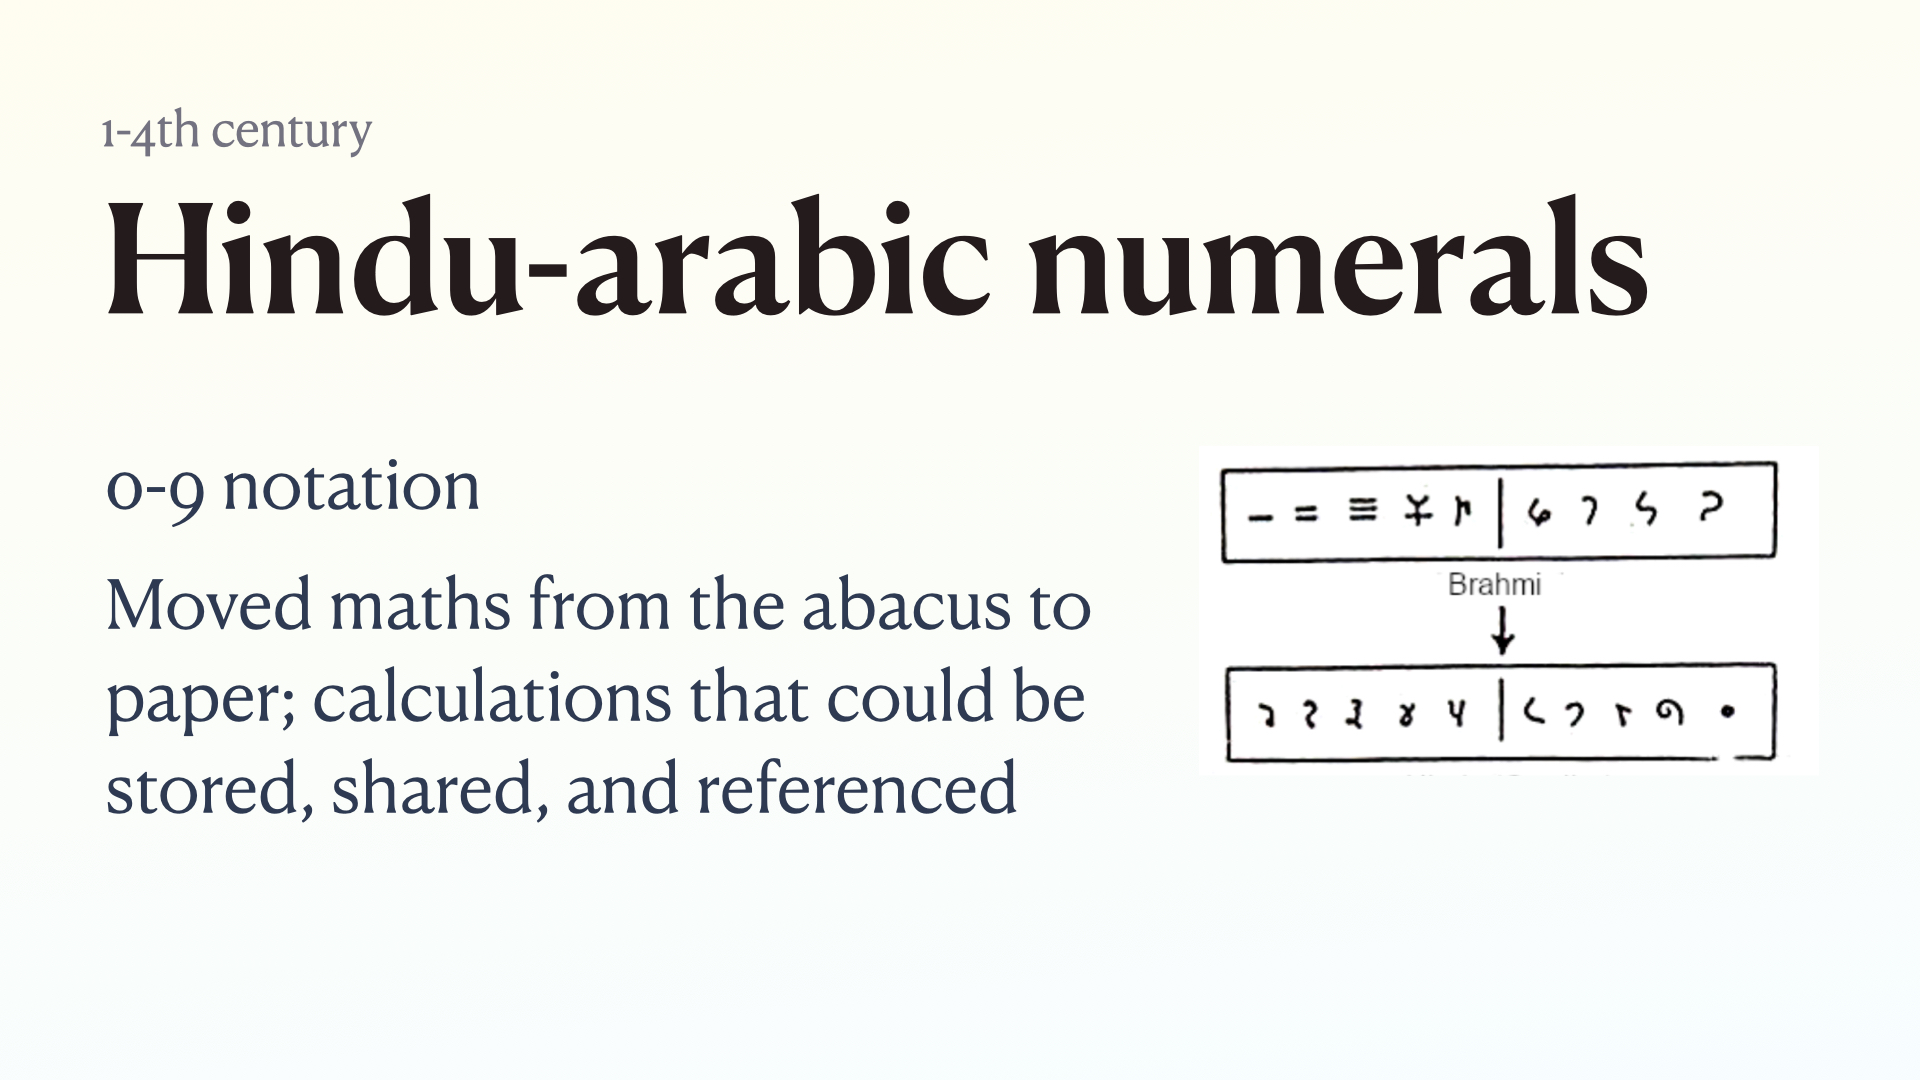 1-4th century
Hindu-arabic numerals
0-9 notation
Moved maths from the abacus to
paper; calculations that could be
stored, shared, and referenced
Brahmi